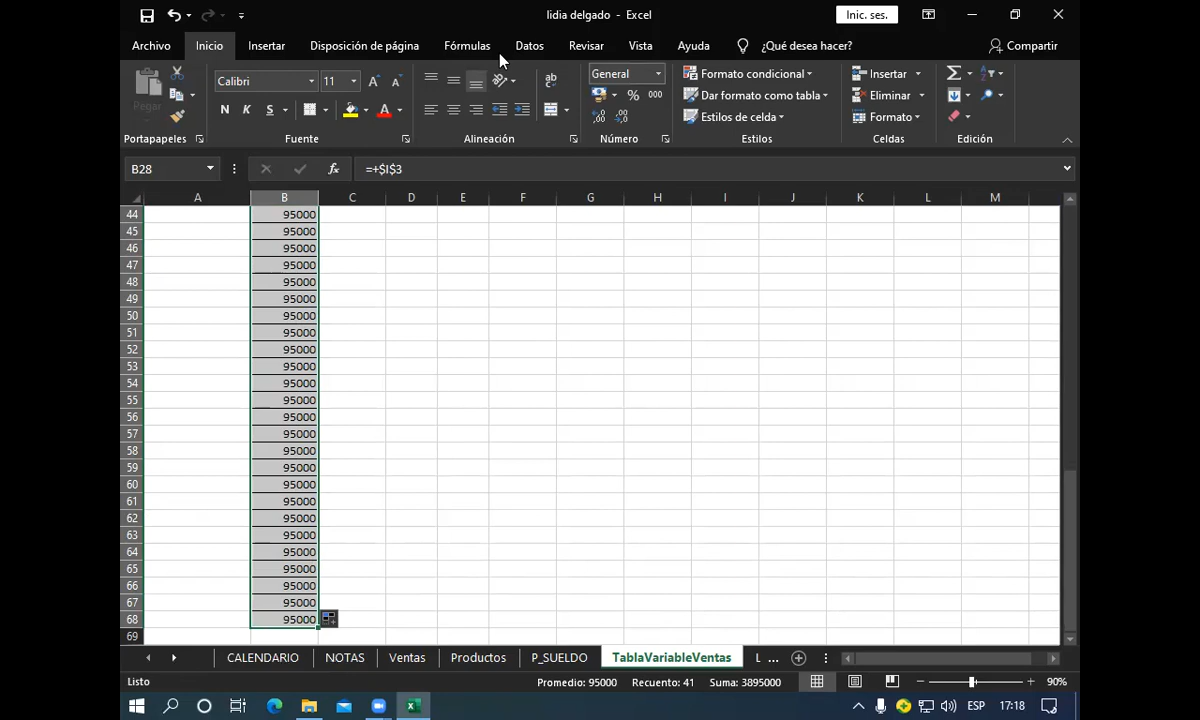 lidia delgado - Excel
Inic. ses.
Archivo Inicio Insertar Disposición de página Fórmulas Datos Revisar Vista Ayuda ¿Qué desea hacer? Compartir
Pegar
Calibri 11
N K S
General
% 000
Formato condicional
Dar formato como tabla
Estilos de celda
Insertar
Eliminar
Formato
Portapapeles Fuente Alineación Número Estilos Celdas Edición
B28 fx =+$I$3
A B C D E F G H I J K L M
44 95000
45 95000
46 95000
47 95000
48 95000
49 95000
50 95000
51 95000
52 95000
53 95000
54 95000
55 95000
56 95000
57 95000
58 95000
59 95000
60 95000
61 95000
62 95000
63 95000
64 95000
65 95000
66 95000
67 95000
68 95000
69
CALENDARIO NOTAS Ventas Productos P_SUELDO TablaVariableVentas L ...
Listo Promedio: 95000 Recuento: 41 Suma: 3895000 90%
ESP 17:18